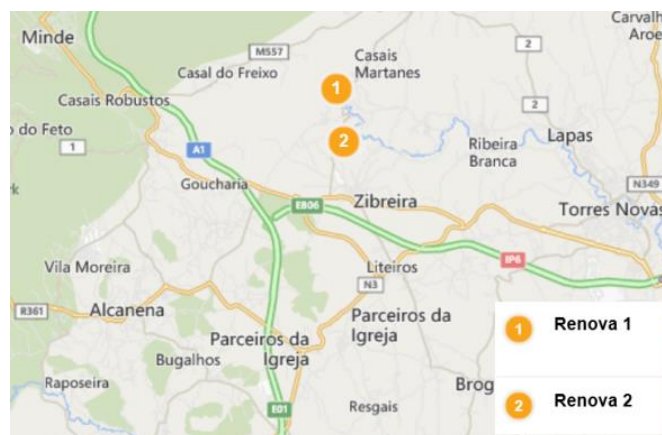 Minde
M557
Casal do Freixo
Casais
Martanes
2
Carvalh
Aroe
1
Casais Robustos
2
o do Feto
1
A1
2
Ribeira
Branca
Lapas
Goucharia
N349
E806
Zibreira
Torres Novas
IP6
Vila Moreira
Liteiros
N3
R361
Alcanena
Parceiros da
Igreja
Parceiros da
Igreja
1
Renova 1
Bugalhos
Raposeira
Brog
2
Renova 2
E01
Resgais